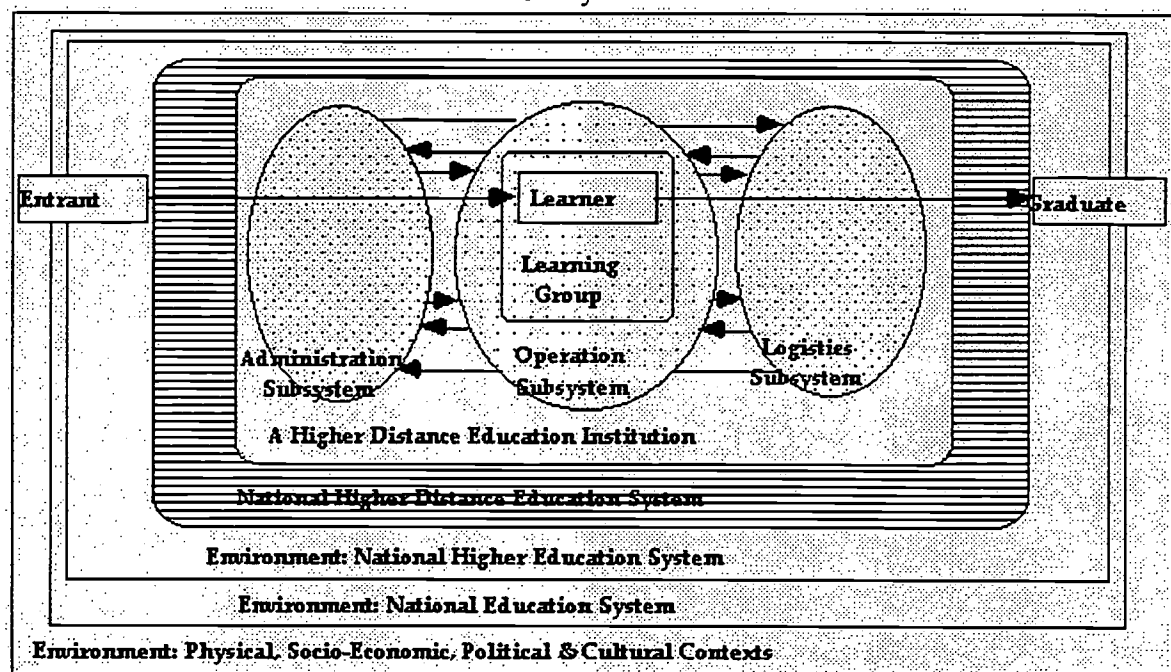 Entrant
Learner
Graduate
Learning
Group
Administration
Subsystem
Operation
Subsystem
Logistics
Subsystem
A Higher Distance Education Institution
National Higher Distance Education System
Environment: National Higher Education System
Environment: National Education System
Environment: Physical, Socio-Economic, Political & Cultural Contexts